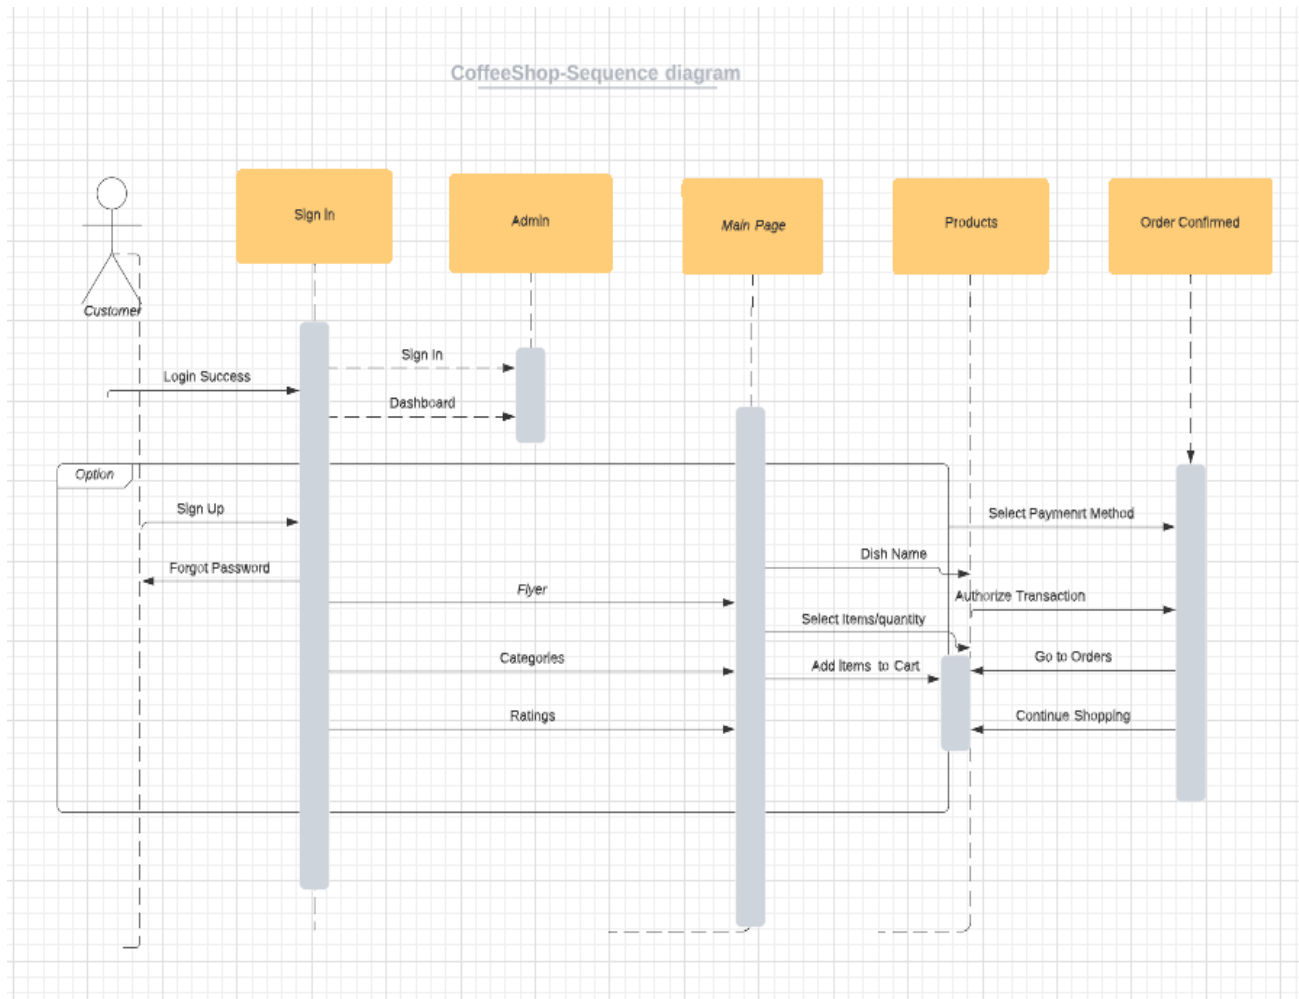 CoffeeShop-Sequence diagram
Sign In
Admin
Main Page
Products
Order Confirmed
Customer
Sign In
Login Success
Dashboard
Option
Sign Up
Select Paymenrt Method
Dish Name
Forgot Password
Flyer
Authorize Transaction
Select Items/quantity
Categories
Add Items to Cart
Go to Orders
Ratings
Continue Shopping